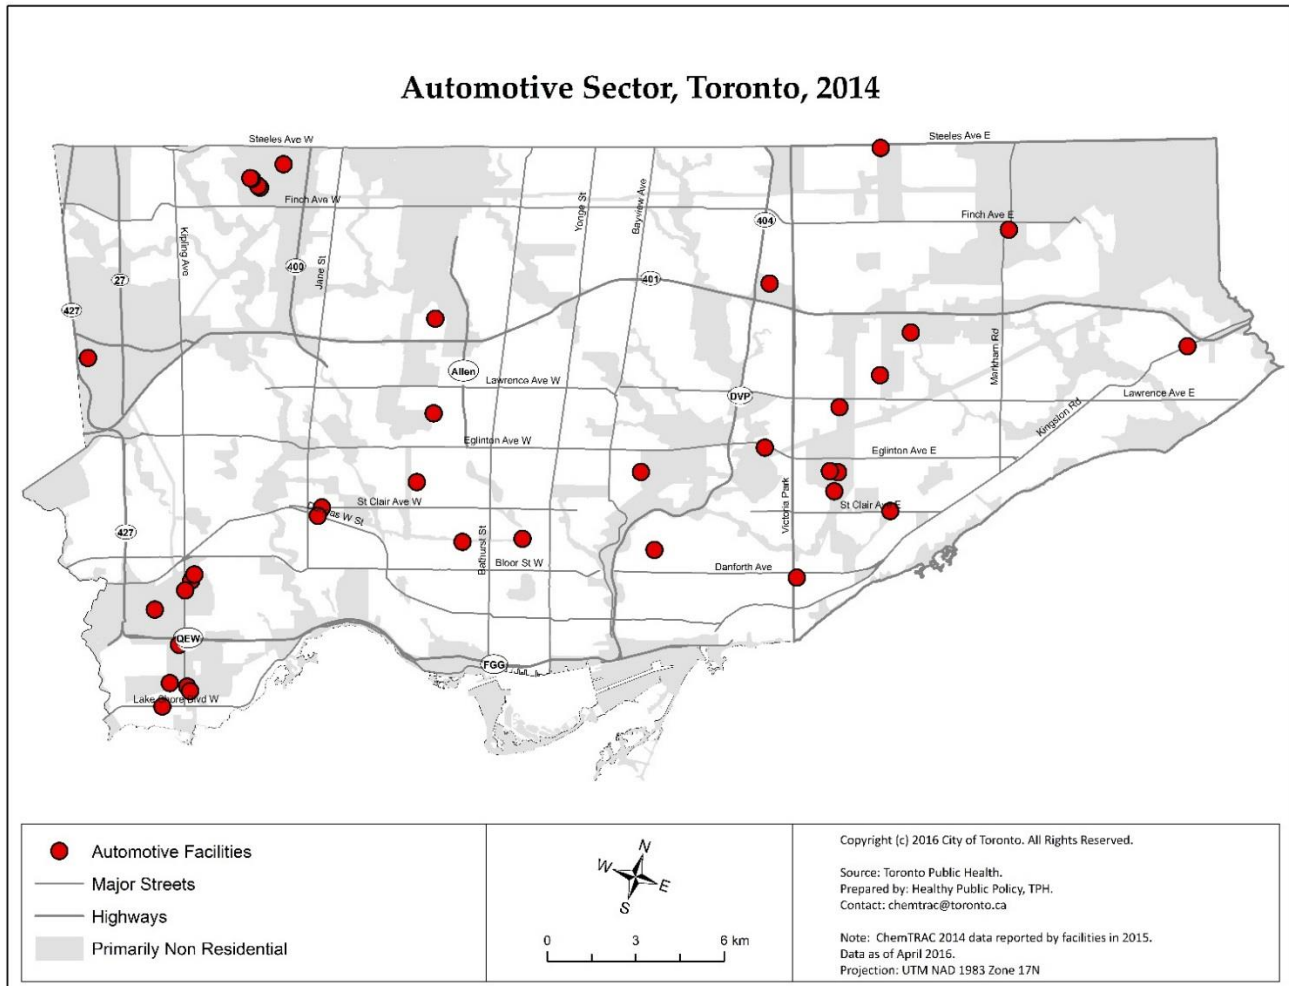 Automotive Sector, Toronto, 2014
Steeles Ave W
Steeles Ave E
Finch Ave W
Finch Ave E
Kipling Ave
Yonge St
Bayview Ave
Jane St
404
400
401
27
427
Markham Rd
Allen
Lawrence Ave W
DVP
Lawrence Ave E
Kingston Rd
Eglinton Ave W
Eglinton Ave E
Victoria Park
St Clair Ave W
St Clair Ave E
W St
427
Bathurst St
Bloor St W
Danforth Ave
QEW
FGG
Lake Shore Blvd W
Automotive Facilities
Major Streets
Highways
Primarily Non Residential
N
W
E
S
0 3 6 km
Copyright (c) 2016 City of Toronto. All Rights Reserved.
Source: Toronto Public Health.
Prepared by: Healthy Public Policy, TPH.
Contact: chemtrac@toronto.ca
Note: ChemTRAC 2014 data reported by facilities in 2015.
Data as of April 2016.
Projection: UTM NAD 1983 Zone 17N